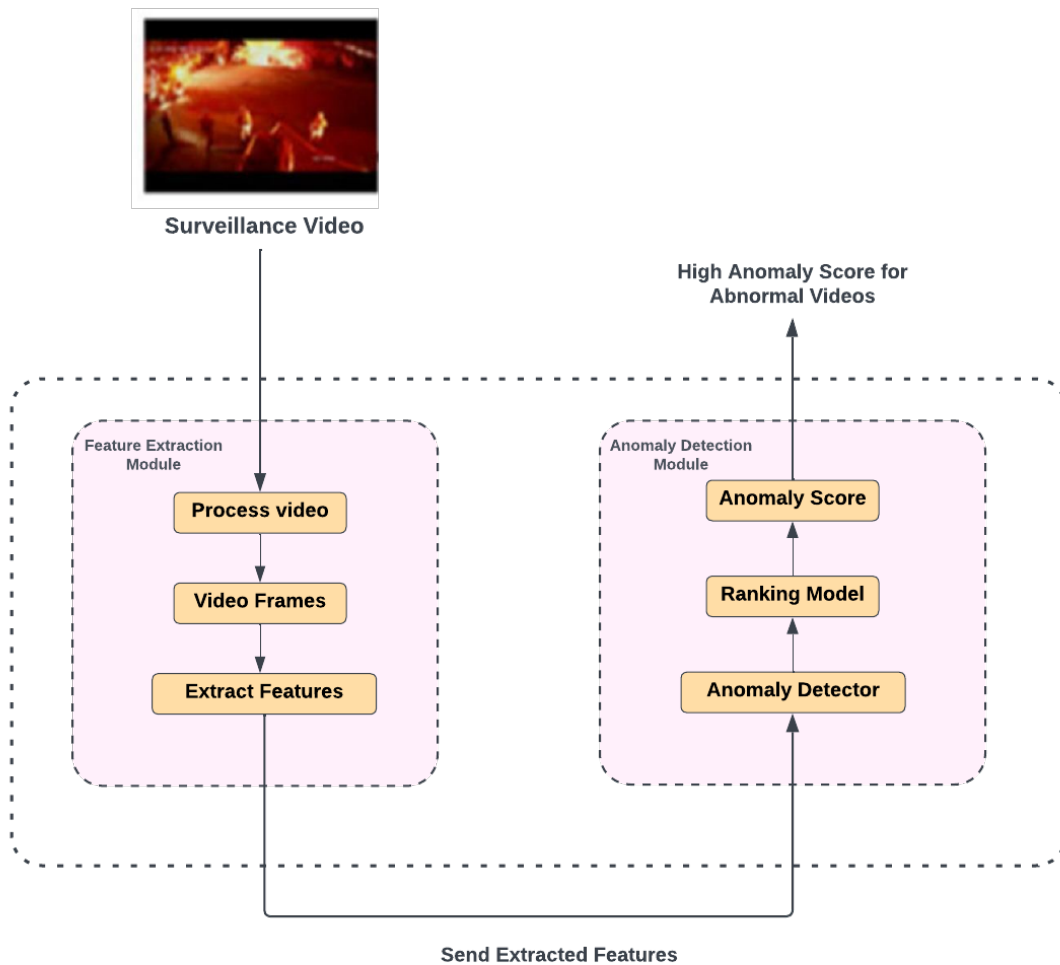 Surveillance Video
High Anomaly Score for
Abnormal Videos
Feature Extraction
Module
Process video
Video Frames
Extract Features
Anomaly Detection
Module
Anomaly Score
Ranking Model
Anomaly Detector
Send Extracted Features